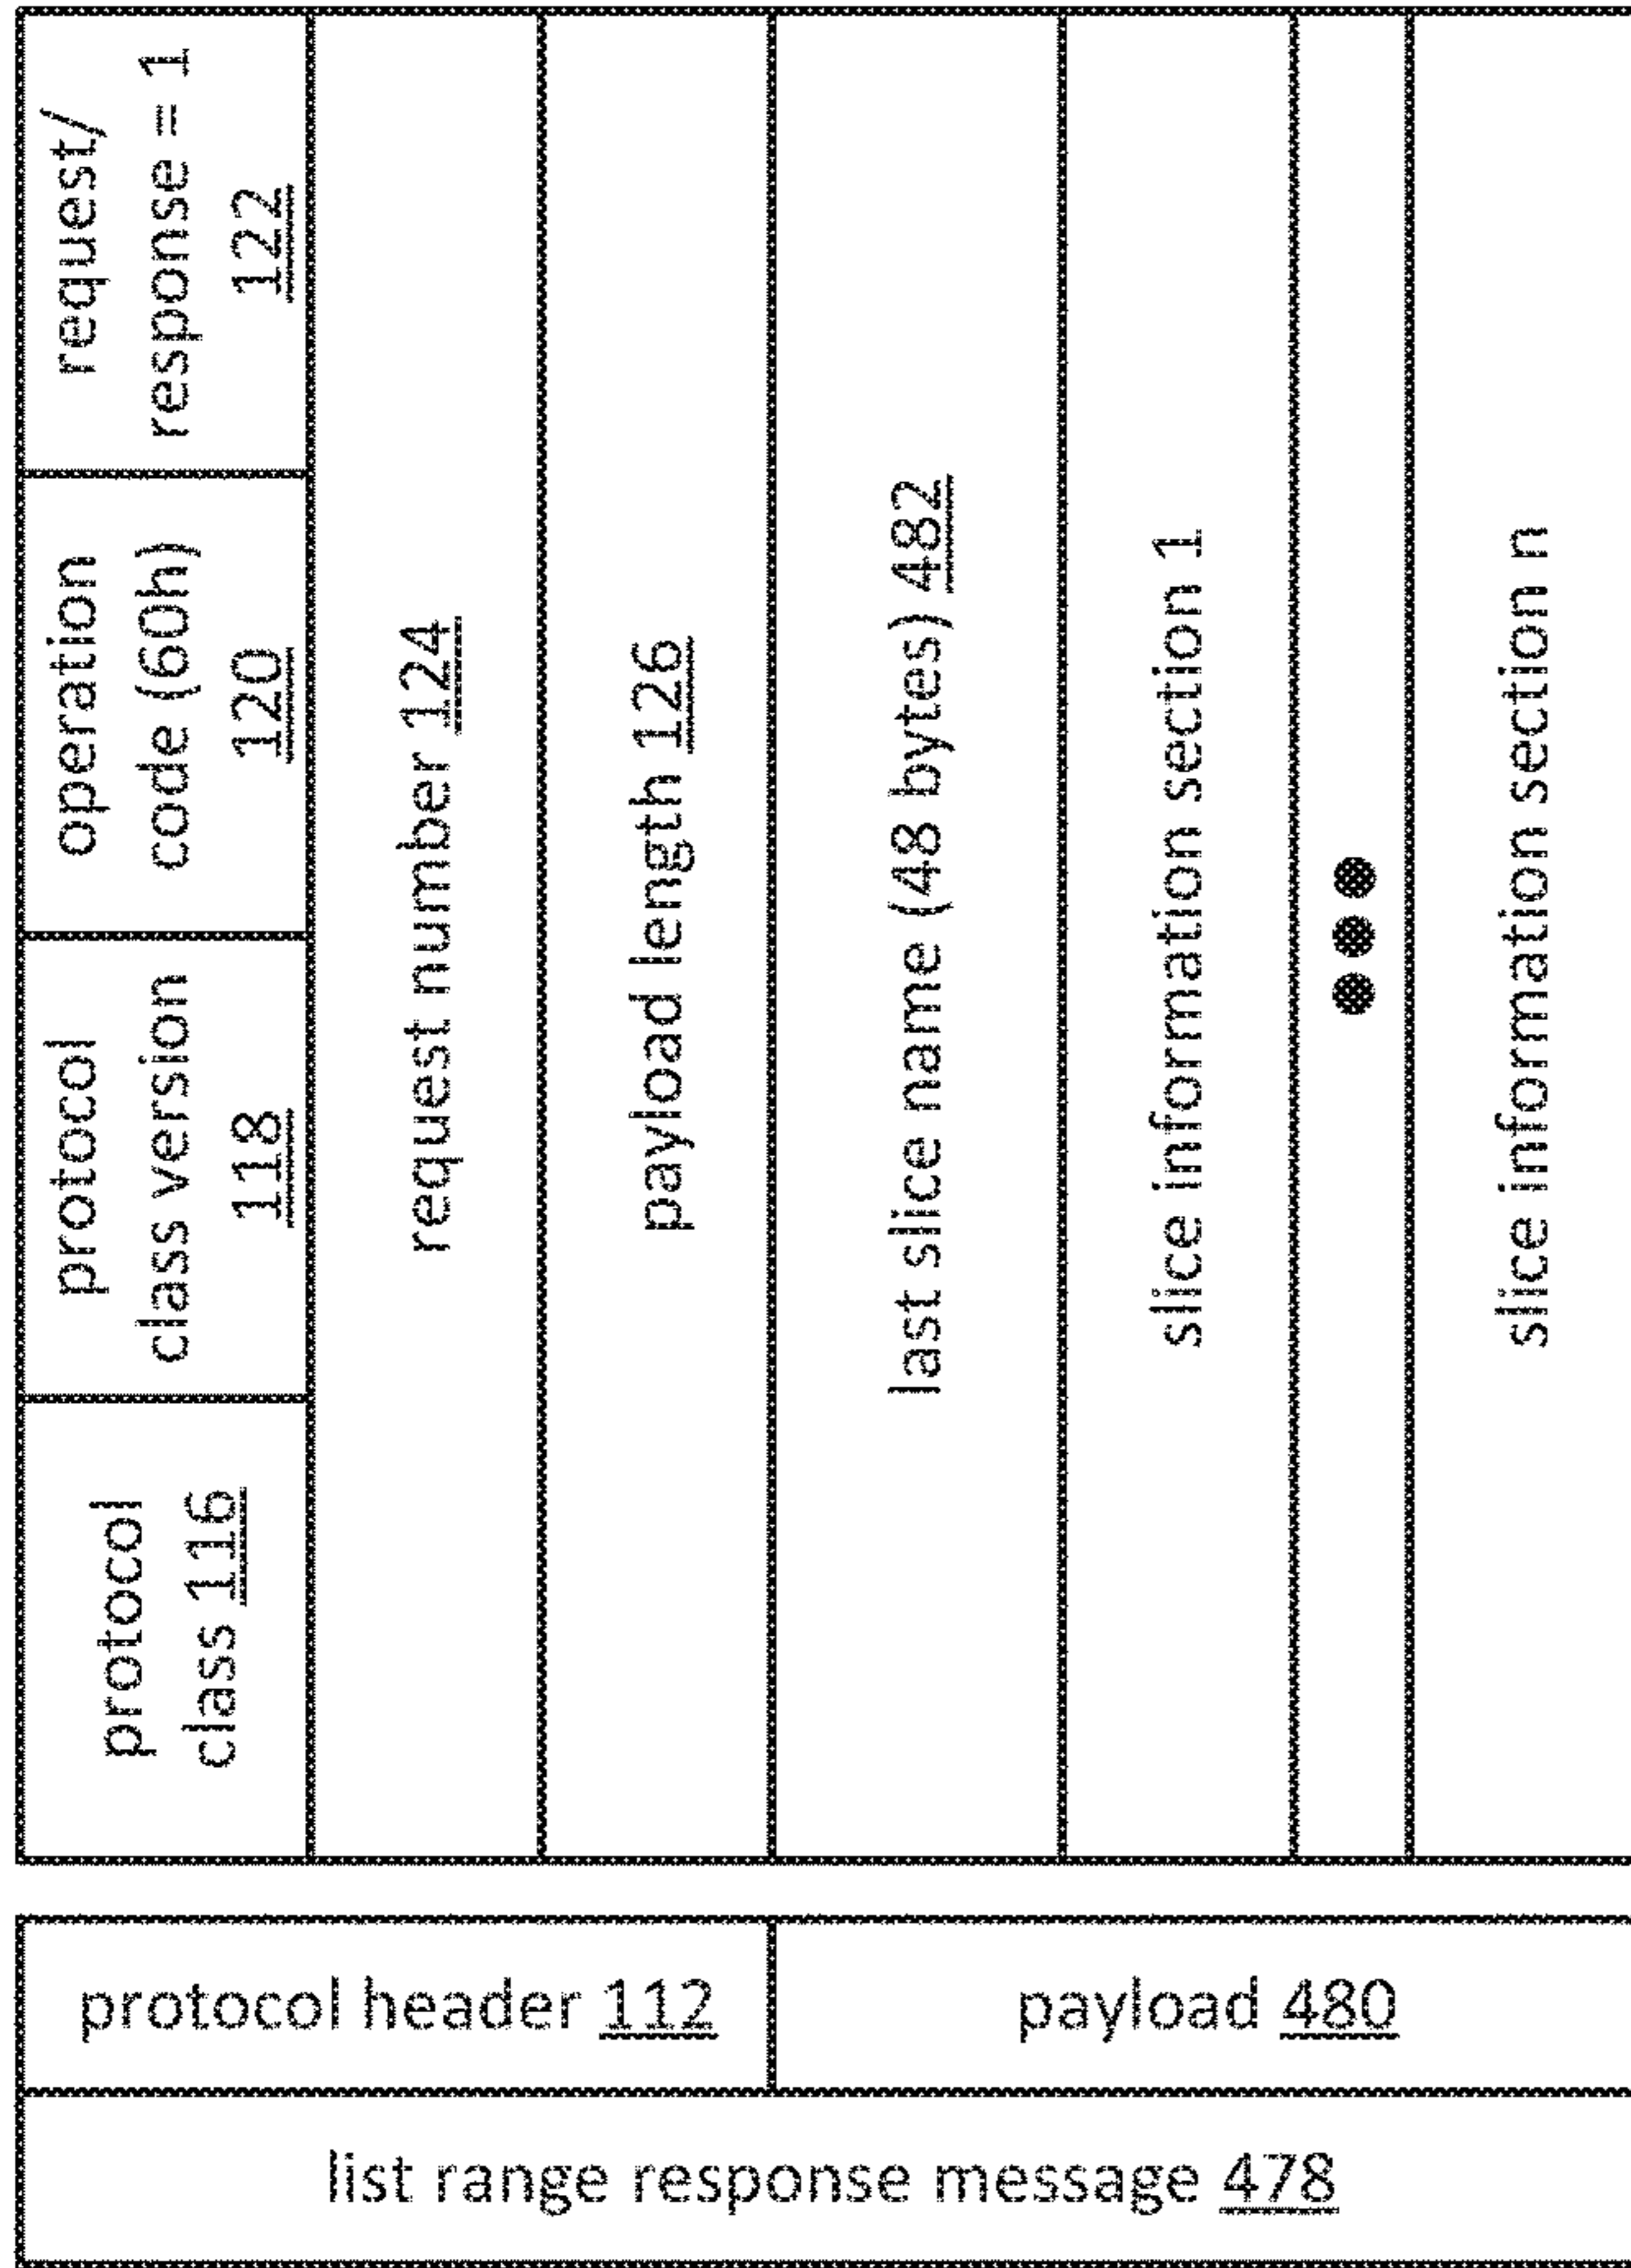 list range response message 478
protocol header 112
payload 480
protocol
class 116
protocol
class version
118
operation
code (60h)
120
request/
response = 1
122
request number 124
payload length 126
last slice name (48 bytes) 482
slice information section 1
slice information section n